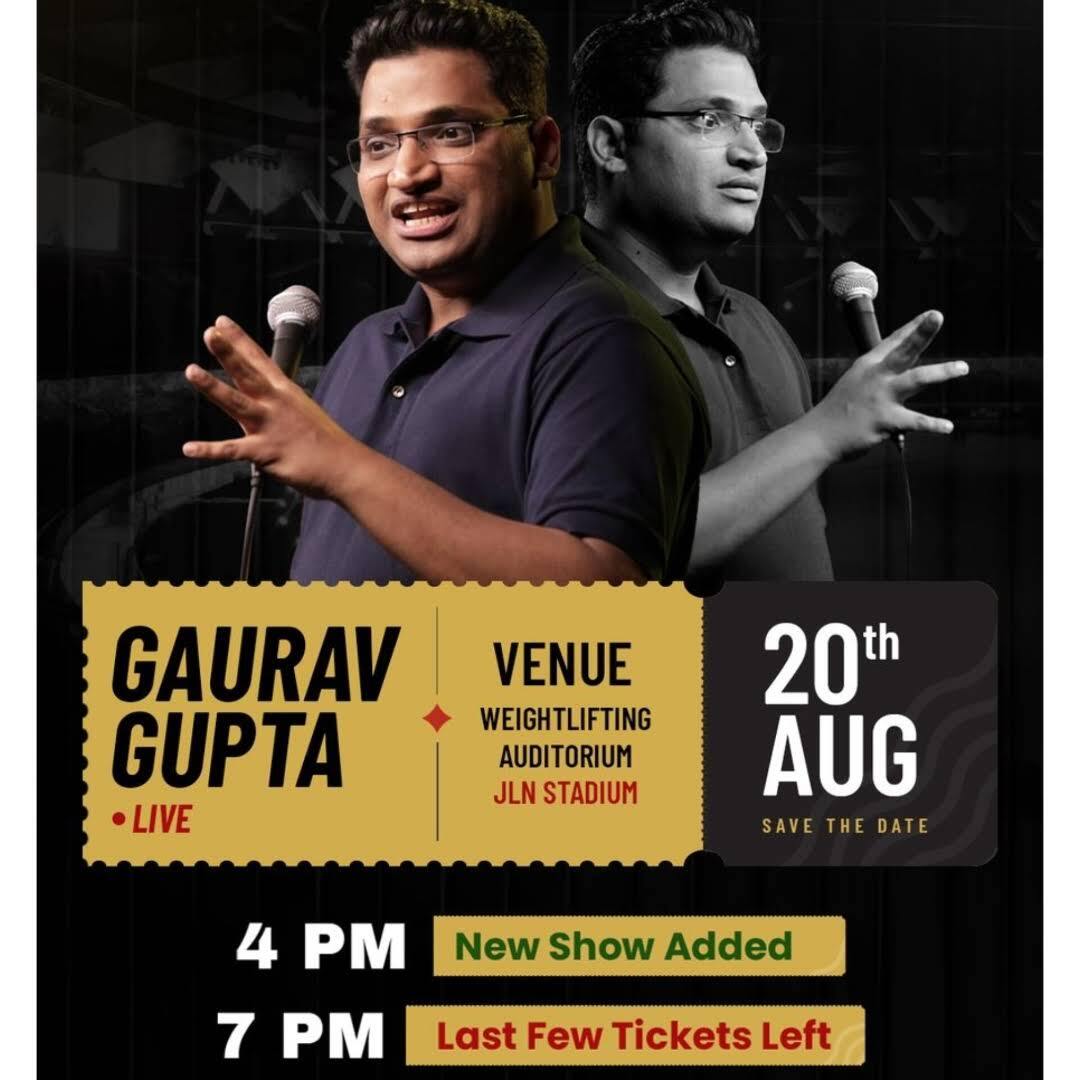 GAURAV
GUPTA
• LIVE
VENUE
WEIGHTLIFTING
AUDITORIUM
JLN STADIUM
20th
AUG
SAVE THE DATE
4 PM New Show Added
7 PM Last Few Tickets Left